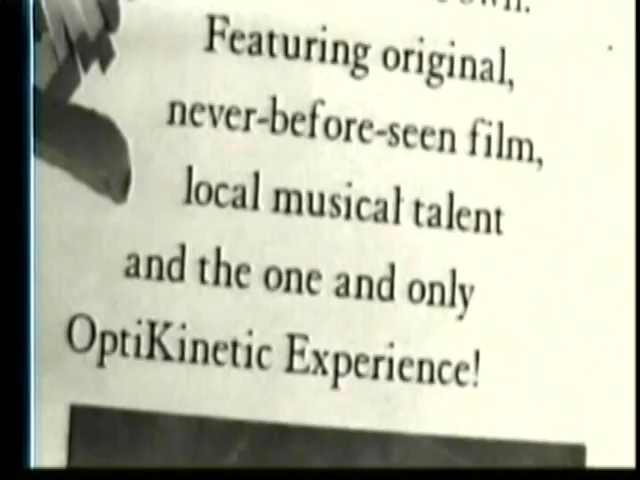 Featuring original,
never-before-seen film,
local musical talent
and the one and only
OptiKinetic Experience!